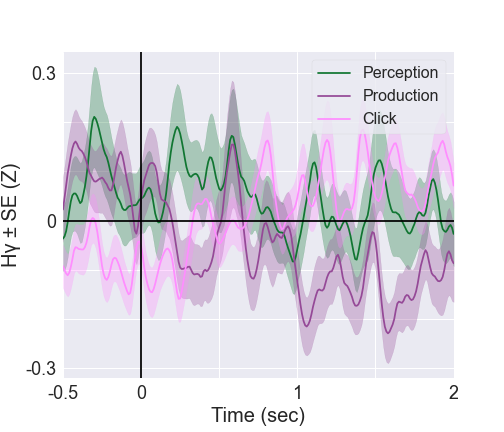 Perception
Production
Click
Hγ ± SE (Z)
0.3
0
-0.3
-0.5
0
1
2
Time (sec)